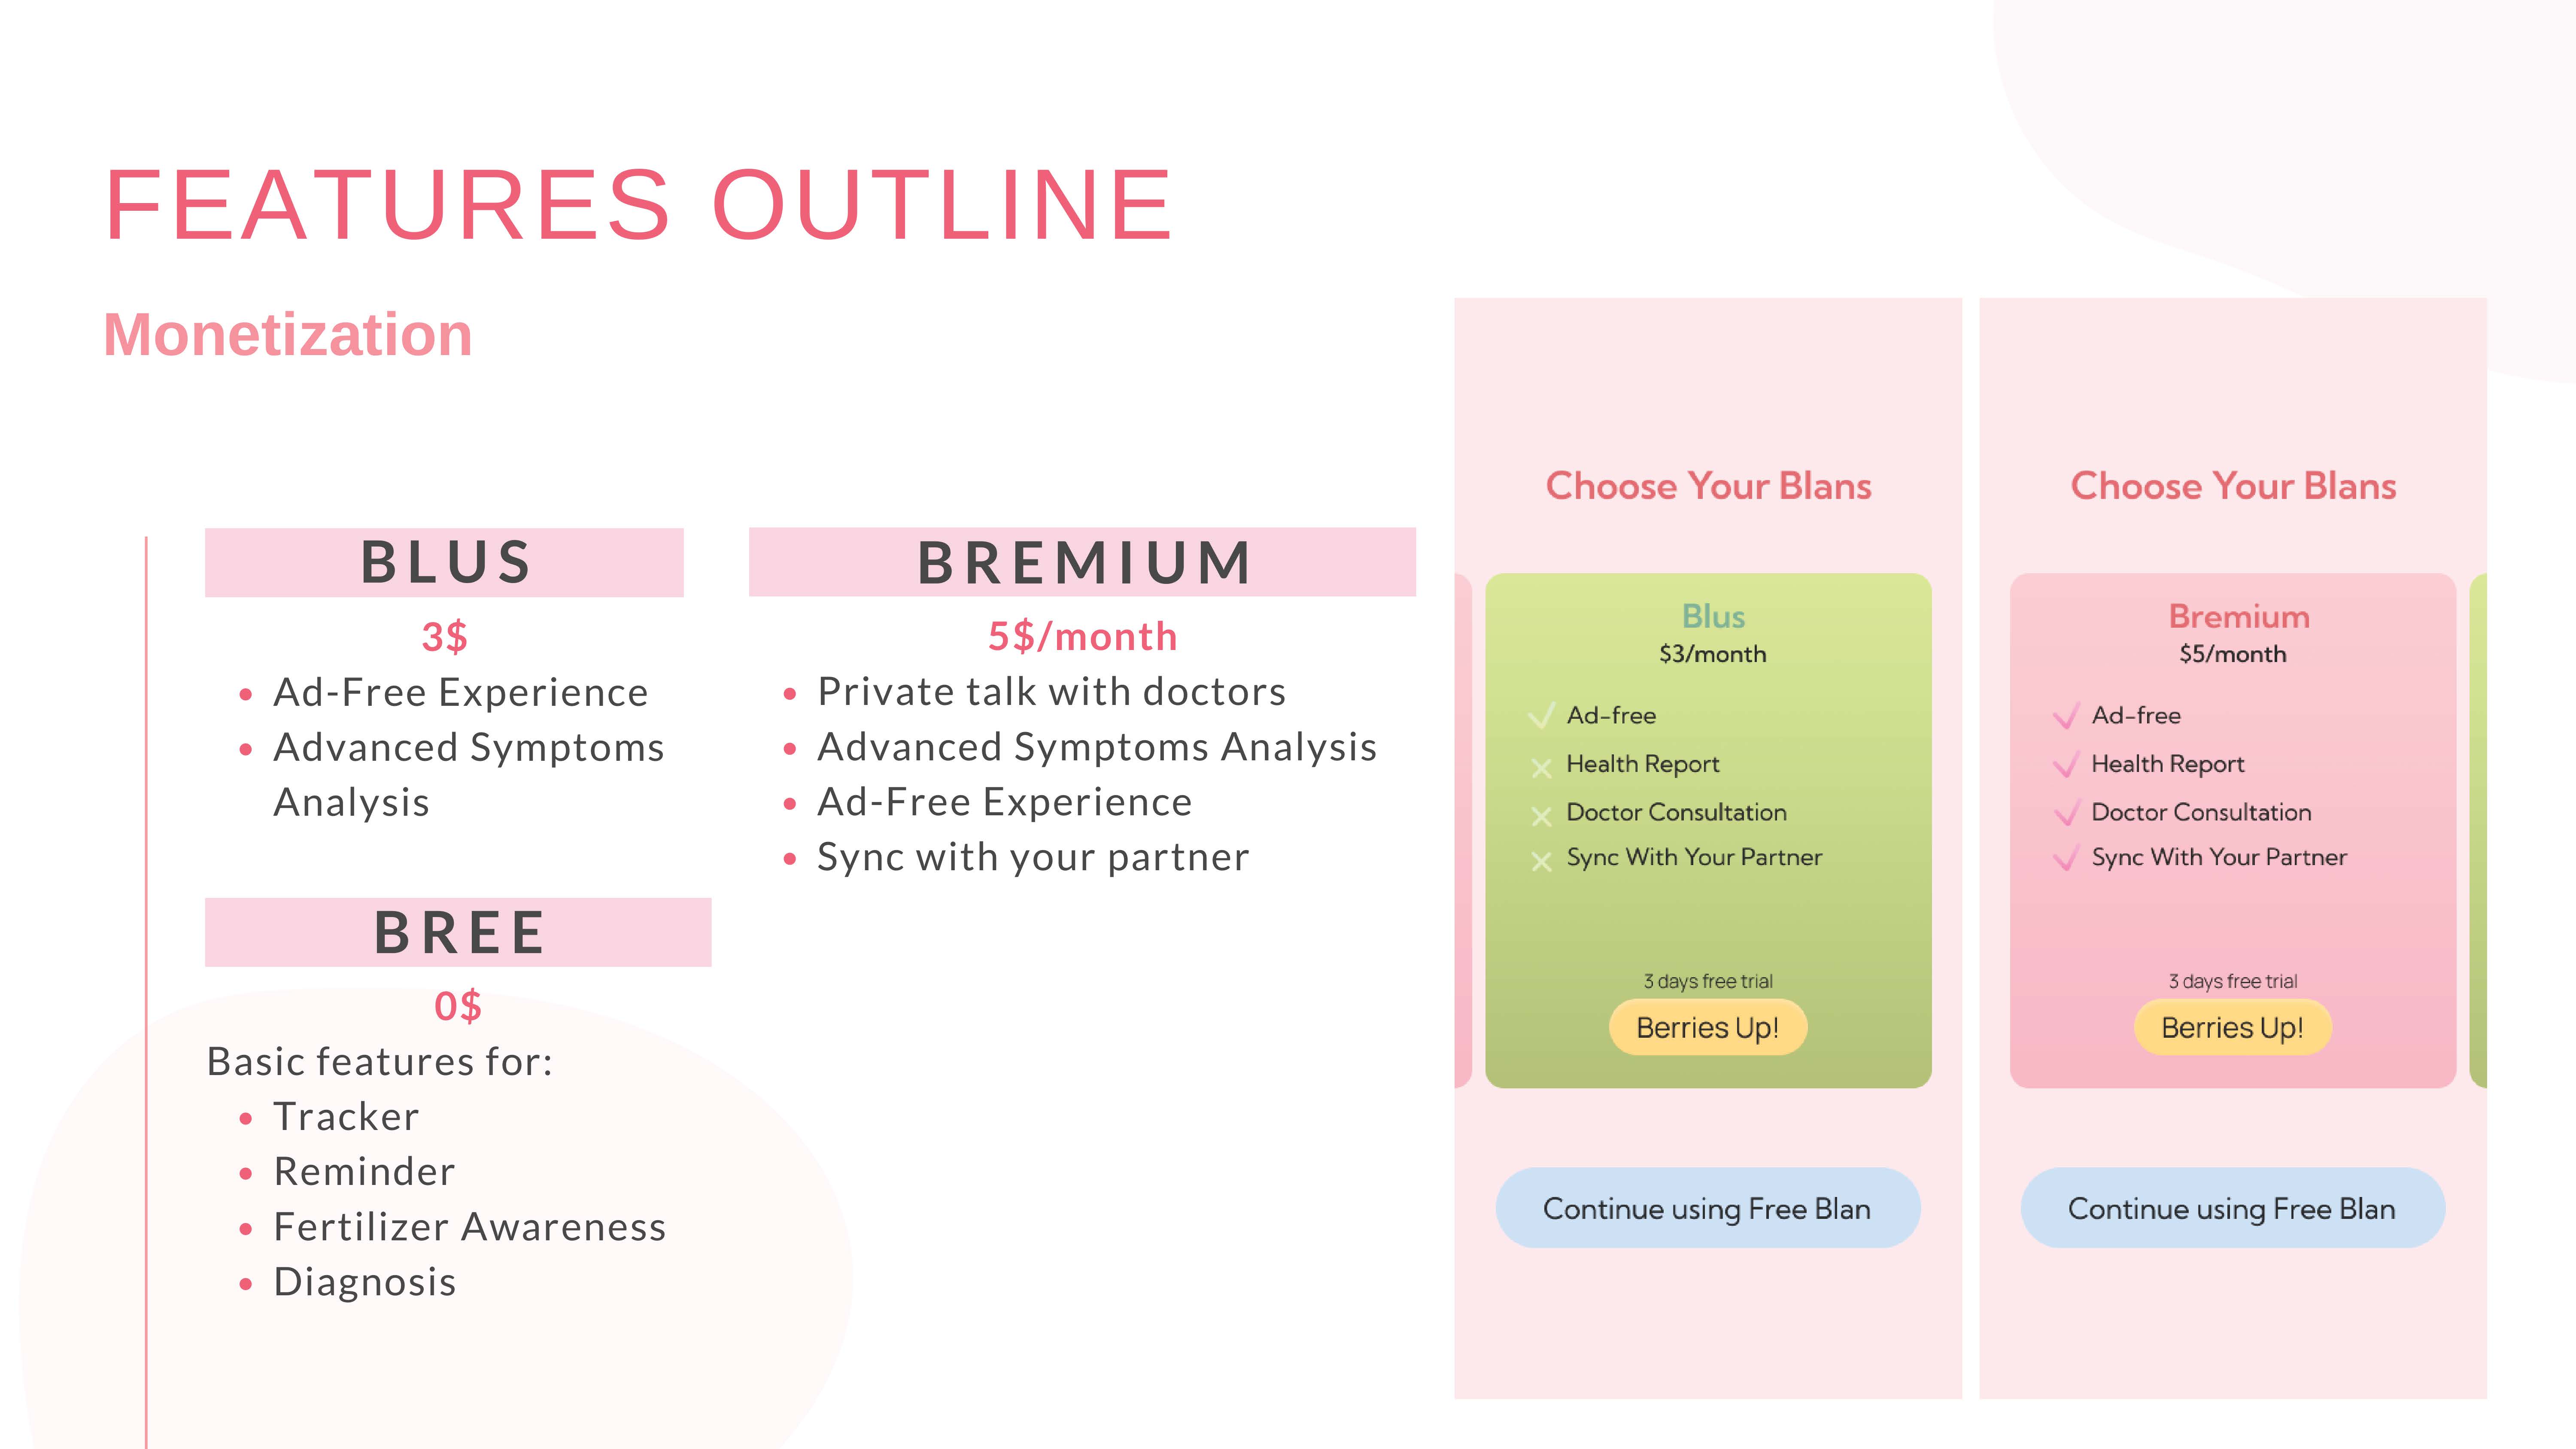 FEATURES OUTLINE
Monetization
BLUS
3$
Ad-Free Experience
Advanced Symptoms
Analysis
BREMIUM
5$/month
Private talk with doctors
Advanced Symptoms Analysis
Ad-Free Experience
Sync with your partner
BREE
0$
Basic features for:
Tracker
Reminder
Fertilizer Awareness
Diagnosis
Choose Your Blans
Blus
$3/month
Ad-free
Health Report
Doctor Consultation
Sync With Your Partner
3 days free trial
Berries Up!
Continue using Free Blan
Choose Your Blans
Bremium
$5/month
Ad-free
Health Report
Doctor Consultation
Sync With Your Partner
3 days free trial
Berries Up!
Continue using Free Blan